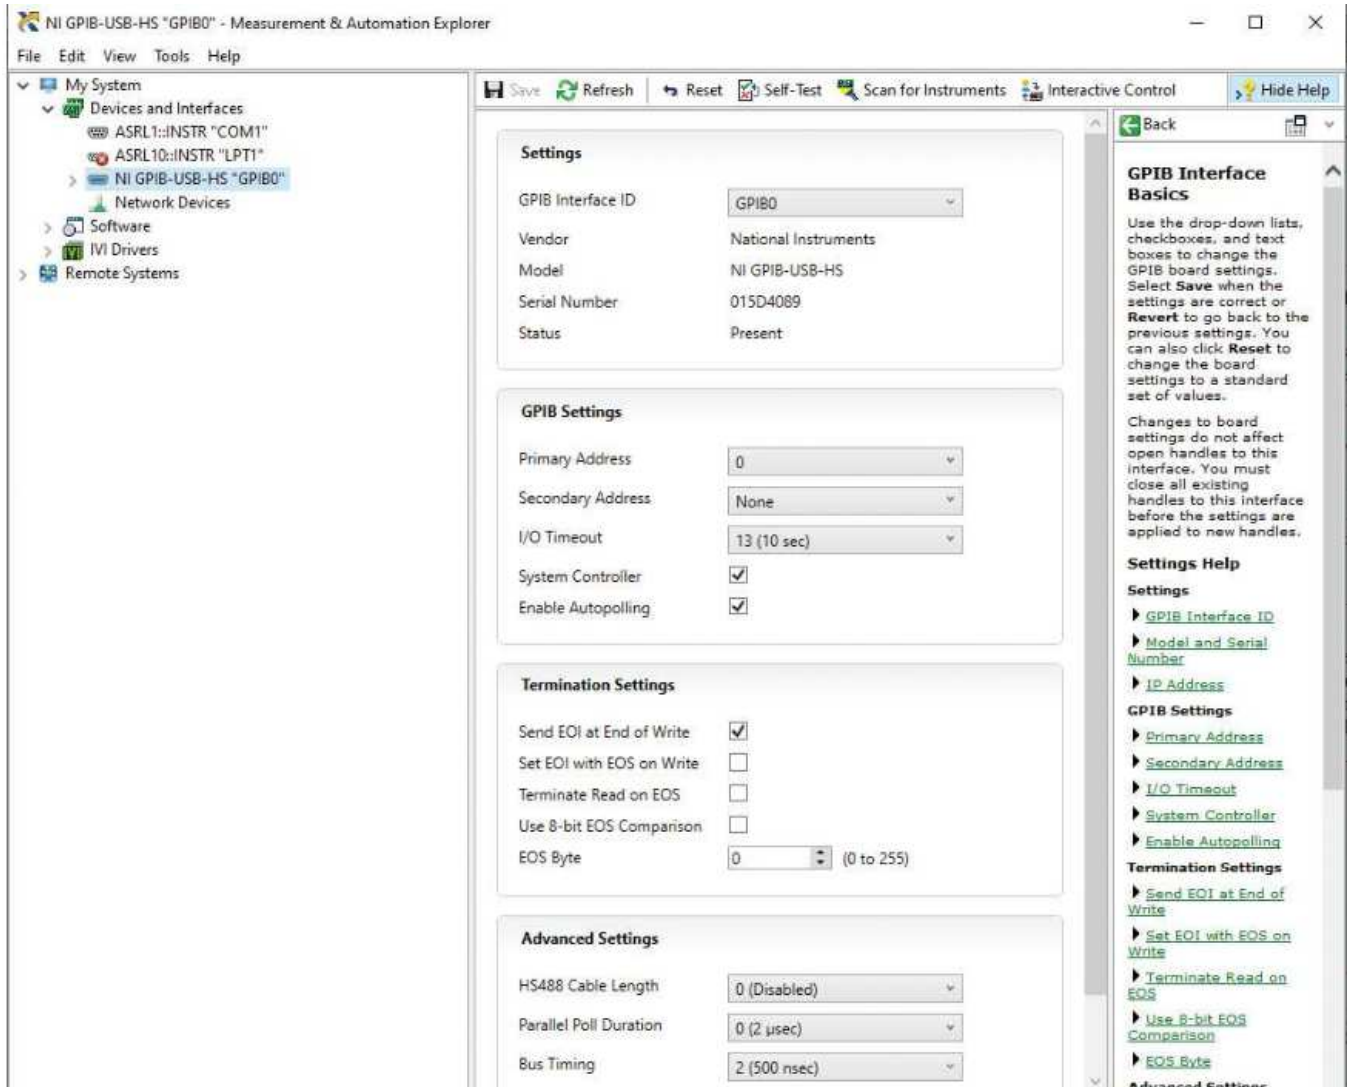 NI GPIB-USB-HS "GPIB0" - Measurement & Automation Explorer
File Edit View Tools Help
My System
Devices and Interfaces
ASRL1::INSTR "COM1"
ASRL10::INSTR "LPT1"
NI GPIB-USB-HS "GPIB0"
Network Devices
Software
IVI Drivers
Remote Systems
Save Refresh Reset Self-Test Scan for Instruments Interactive Control Hide Help
Settings
GPIB Interface ID GPIB0
Vendor National Instruments
Model NI GPIB-USB-HS
Serial Number 015D4089
Status Present
GPIB Settings
Primary Address 0
Secondary Address None
I/O Timeout 13 (10 sec)
System Controller
Enable Autopolling
Termination Settings
Send EOI at End of Write
Set EOI with EOS on Write
Terminate Read on EOS
Use 8-bit EOS Comparison
EOS Byte 0 (0 to 255)
Advanced Settings
HS488 Cable Length 0 (Disabled)
Parallel Poll Duration 0 (2 µsec)
Bus Timing 2 (500 nsec)
Back
GPIB Interface
Basics
Use the drop-down lists,
checkboxes, and text
boxes to change the
GPIB board settings.
Select Save when the
settings are correct or
Revert to go back to the
previous settings. You
can also click Reset to
change the board
settings to a standard
set of values.
Changes to board
settings do not affect
open handles to this
interface. You must
close all existing
handles to this interface
before the settings are
applied to new handles.
Settings Help
Settings
GPIB Interface ID
Model and Serial
Number
IP Address
GPIB Settings
Primary Address
Secondary Address
I/O Timeout
System Controller
Enable Autopolling
Termination Settings
Send EOI at End of
Write
Set EOI with EOS on
Write
Terminate Read on
EOS
Use 8-bit EOS
Comparison
EOS Byte
Advanced Settings